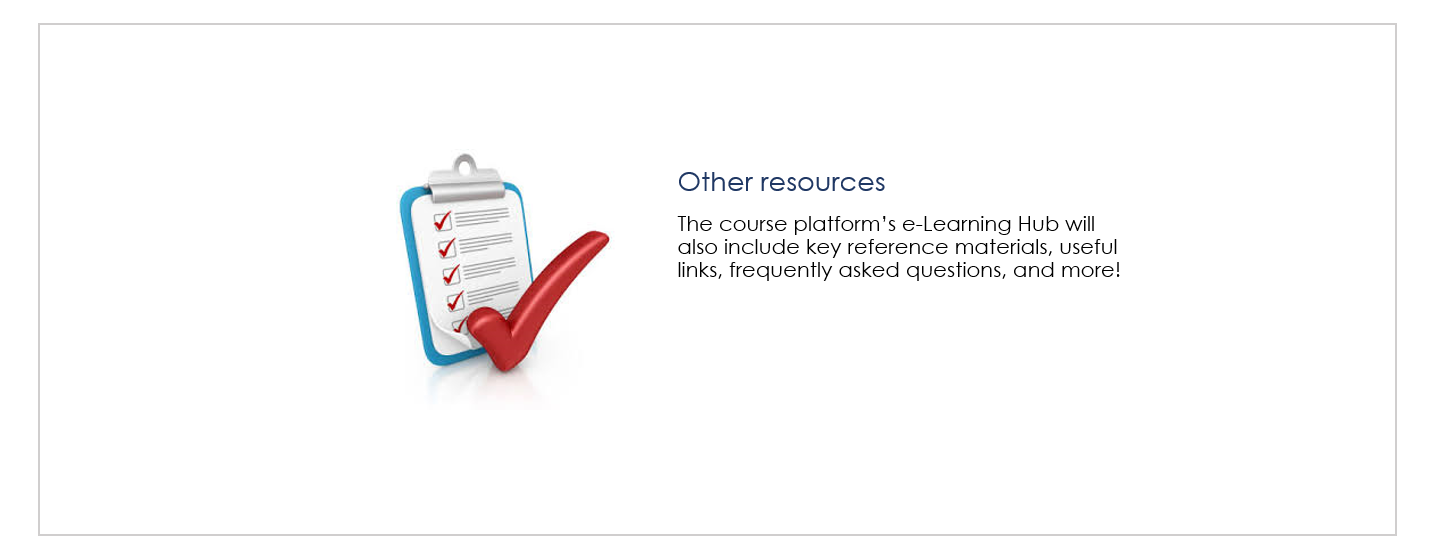 Other resources
The course platform's e-Learning Hub will
also include key reference materials, useful
links, frequently asked questions, and more!